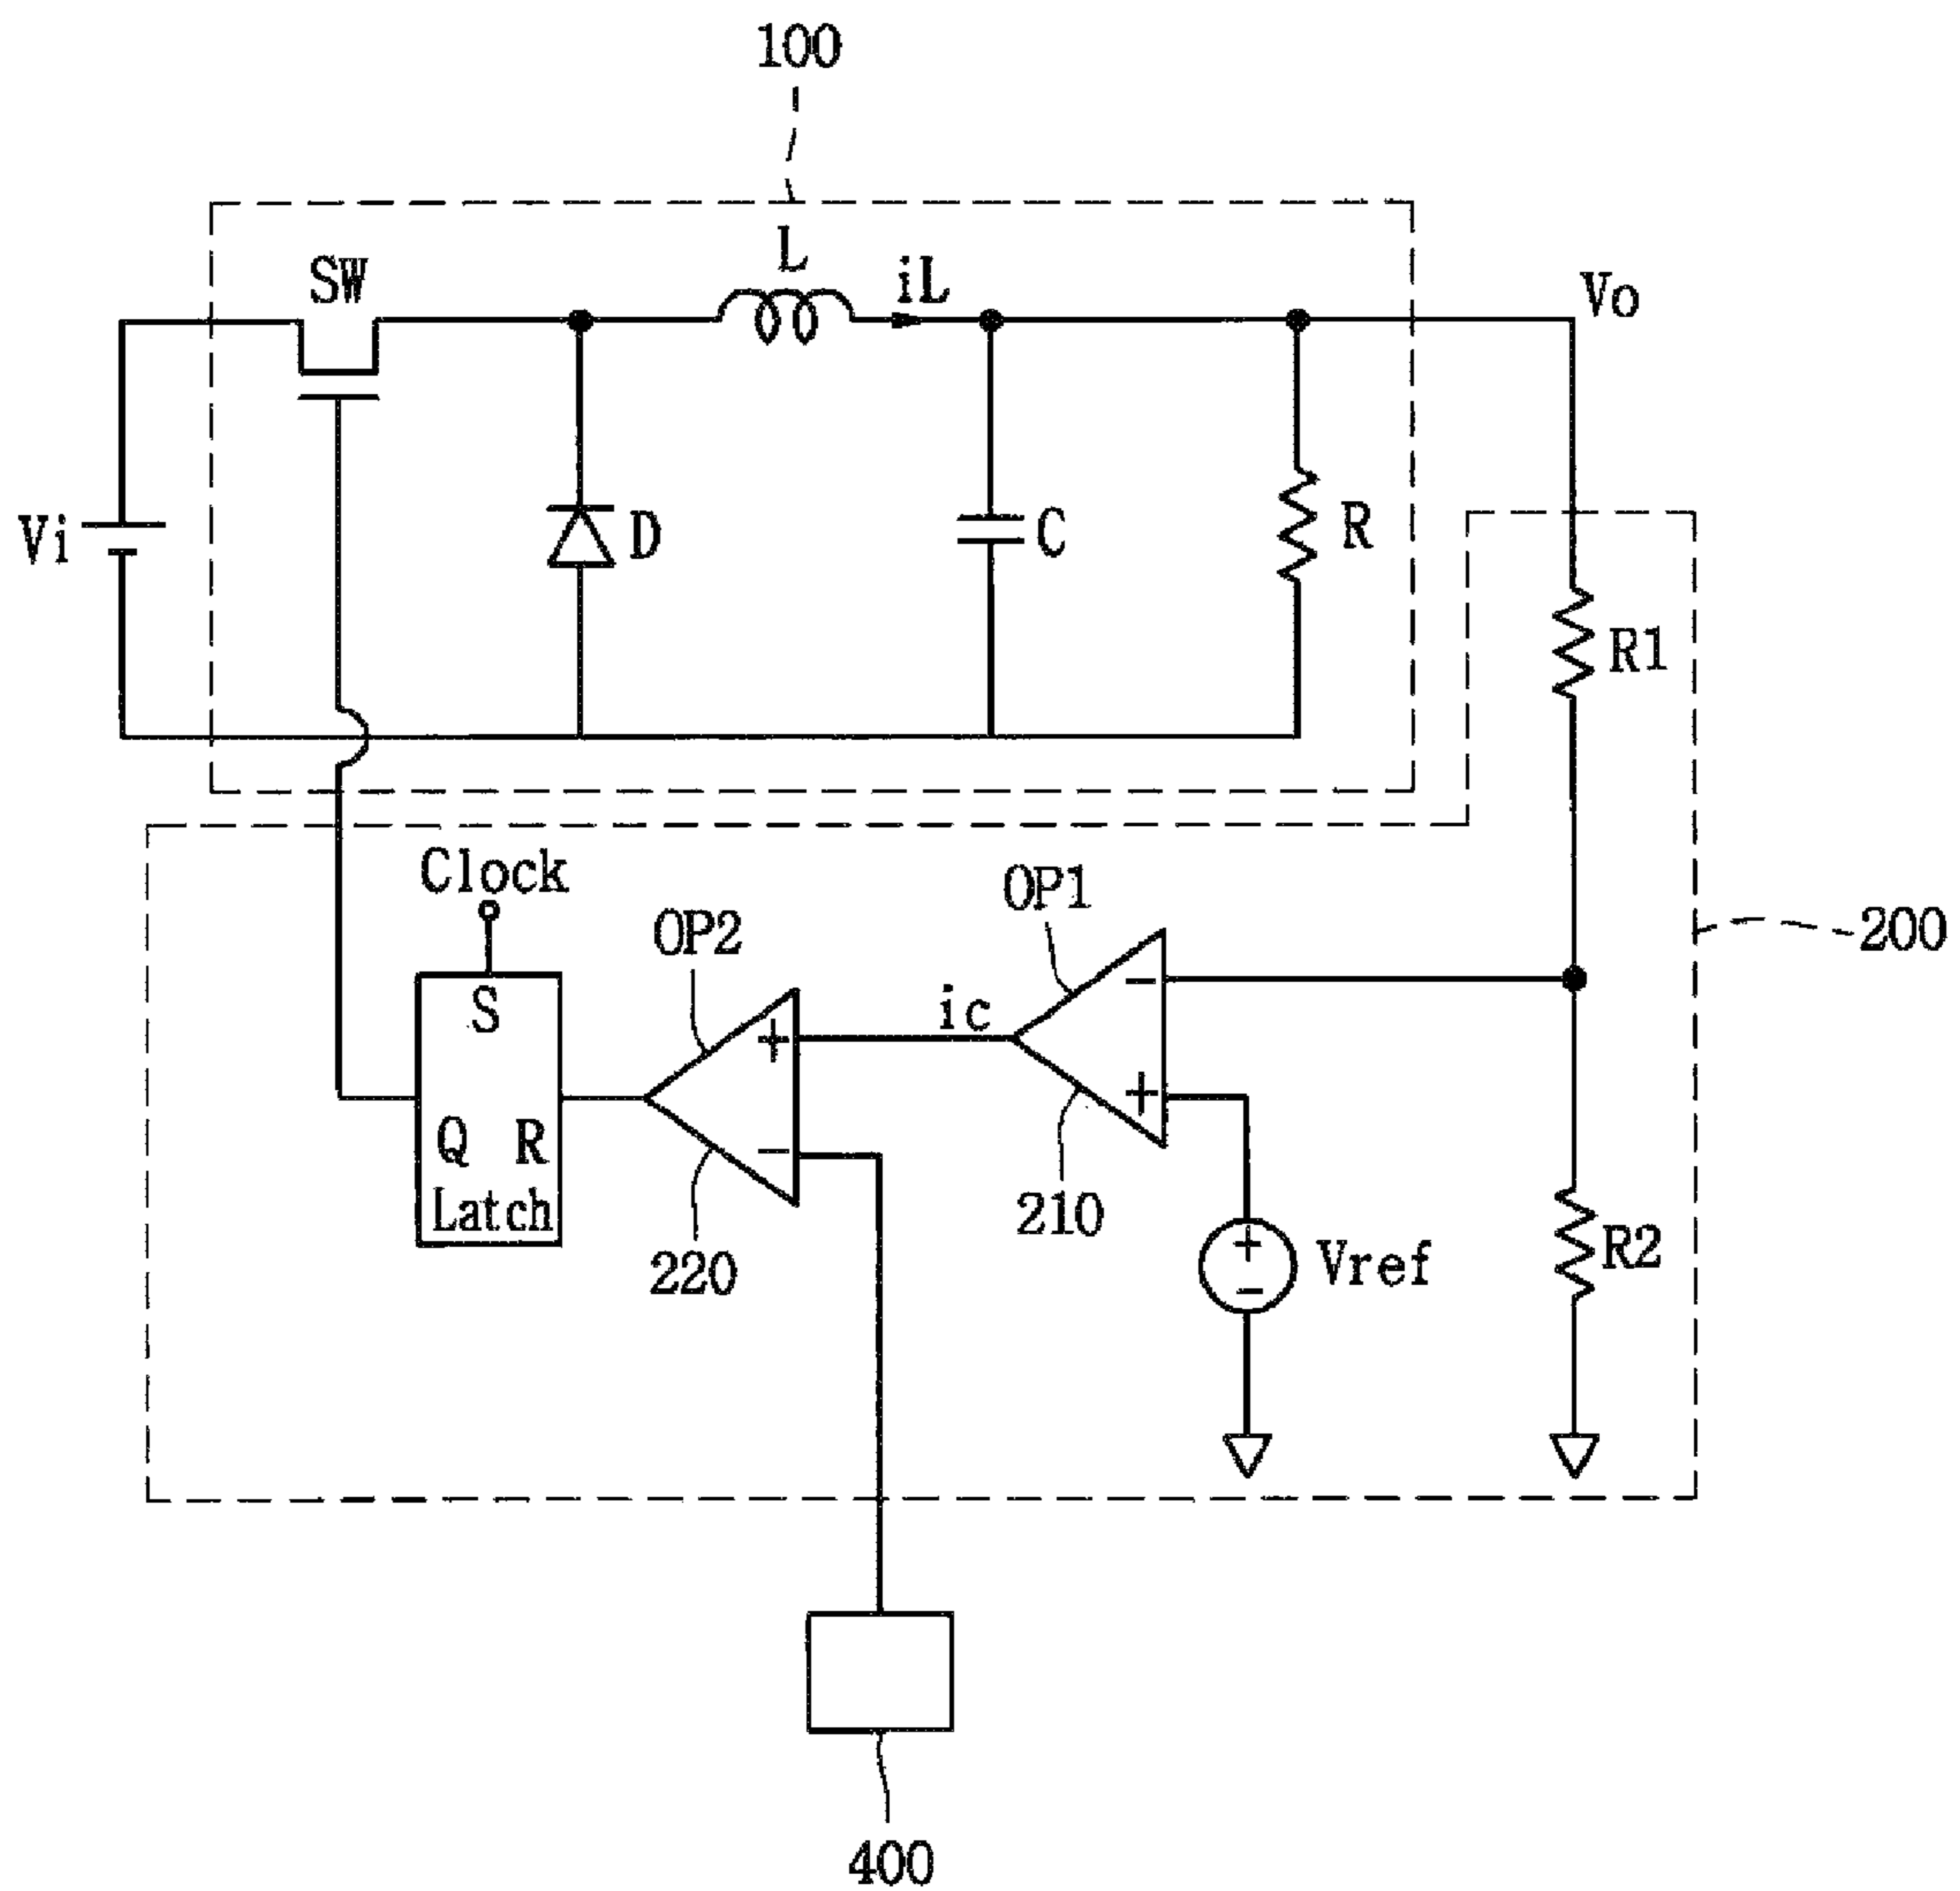 100
L
iL
SW
Vo
Vi
D
C
R
R1
Clock
OP1
OP2
200
S
ic
+
-
-
+
Q R
Latch
210
220
+
-
Vref
R2
400